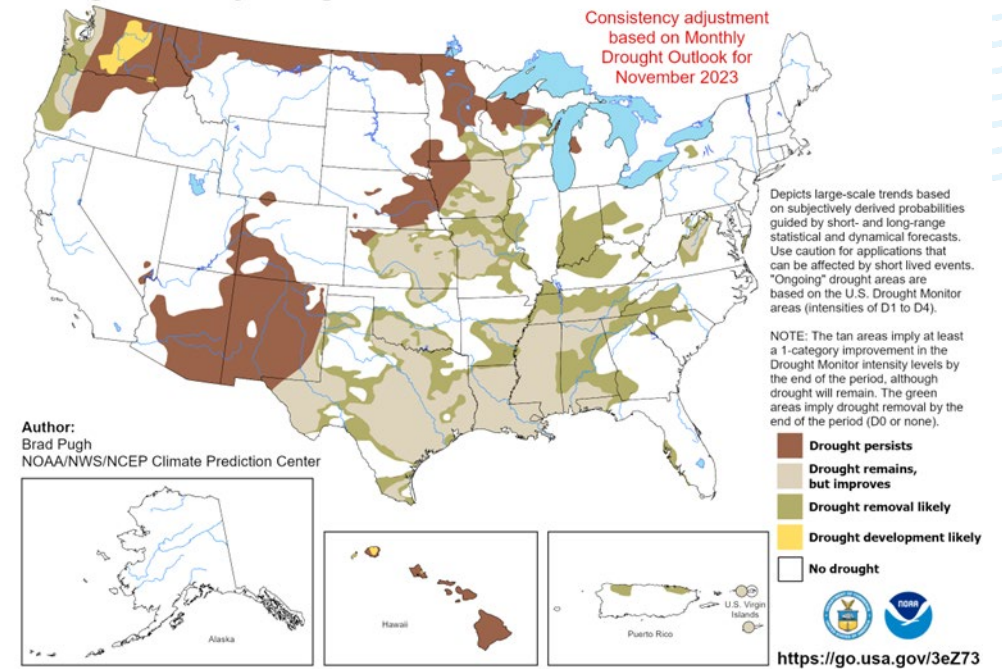 Consistency adjustment
based on Monthly
Drought Outlook for
November 2023
Depicts large-scale trends based
on subjectively derived probabilities
guided by short- and long-range
statistical and dynamical forecasts.
Use caution for applications that
can be affected by short lived events.
"Ongoing" drought areas are
based on the U.S. Drought Monitor
areas (intensities of D1 to D4).
NOTE: The tan areas imply at least
a 1-category improvement in the
Drought Monitor intensity levels by
the end of the period, although
drought will remain. The green
areas imply drought removal by the
end of the period (D0 or none).
Author:
Brad Pugh
NOAA/NWS/NCEP Climate Prediction Center
Drought persists
Drought remains,
but improves
Drought removal likely
Drought development likely
No drought
Alaska
Hawaii
Puerto Rico
U.S. Virgin
Islands
NOAA
https://go.usa.gov/3eZ73